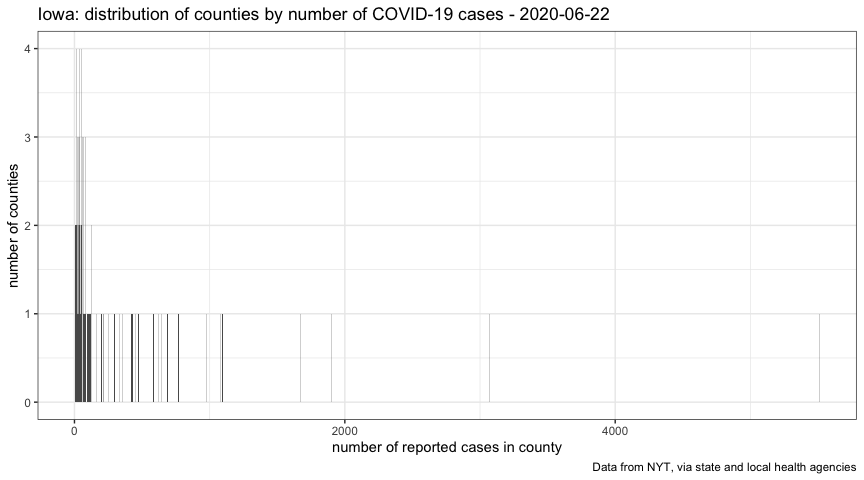 Iowa: distribution of counties by number of COVID-19 cases - 2020-06-22
number of counties
4
3
2
1
0
0 2000 4000
number of reported cases in county
Data from NYT, via state and local health agencies